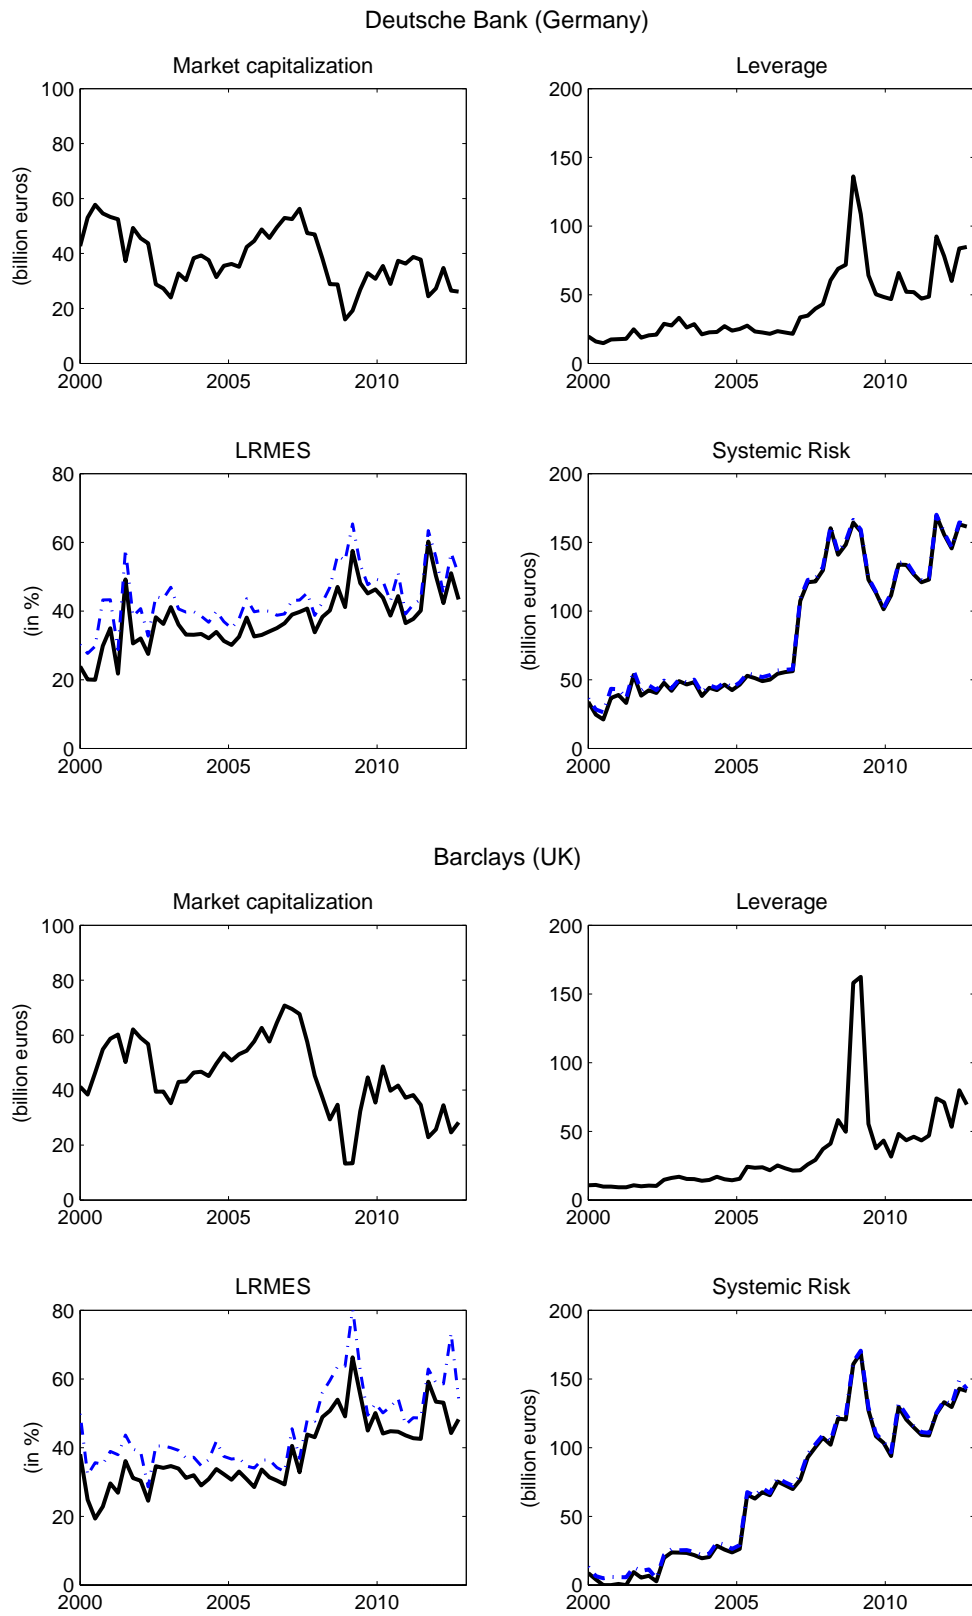 Deutsche Bank (Germany)
Market capitalization
Leverage
100
80
60
40
20
0
(billion euros)
2000 2005 2010
200
150
100
50
0
2000 2005 2010
LRMES
Systemic Risk
80
60
40
20
0
(in %)
2000 2005 2010
200
150
100
50
0
(billion euros)
2000 2005 2010
Barclays (UK)
Market capitalization
Leverage
100
80
60
40
20
0
(billion euros)
2000 2005 2010
200
150
100
50
0
2000 2005 2010
LRMES
Systemic Risk
80
60
40
20
0
(in %)
2000 2005 2010
200
150
100
50
0
(billion euros)
2000 2005 2010